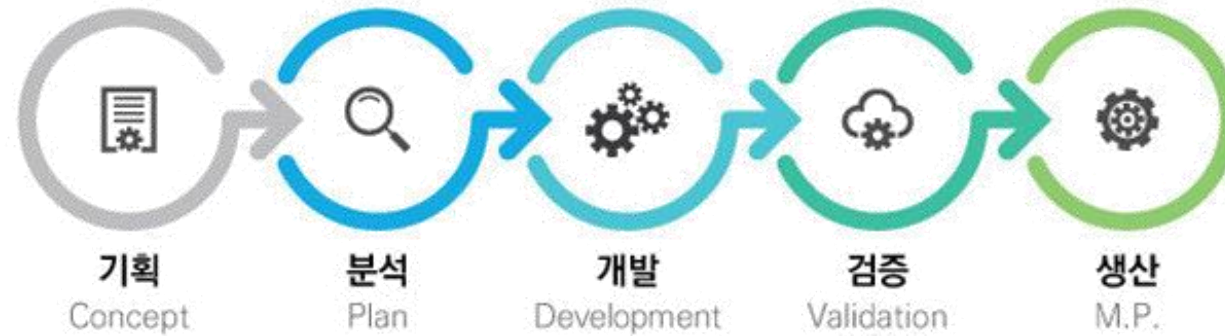 기획 분석 개발 검증 생산
Concept Plan Development Validation M.P.